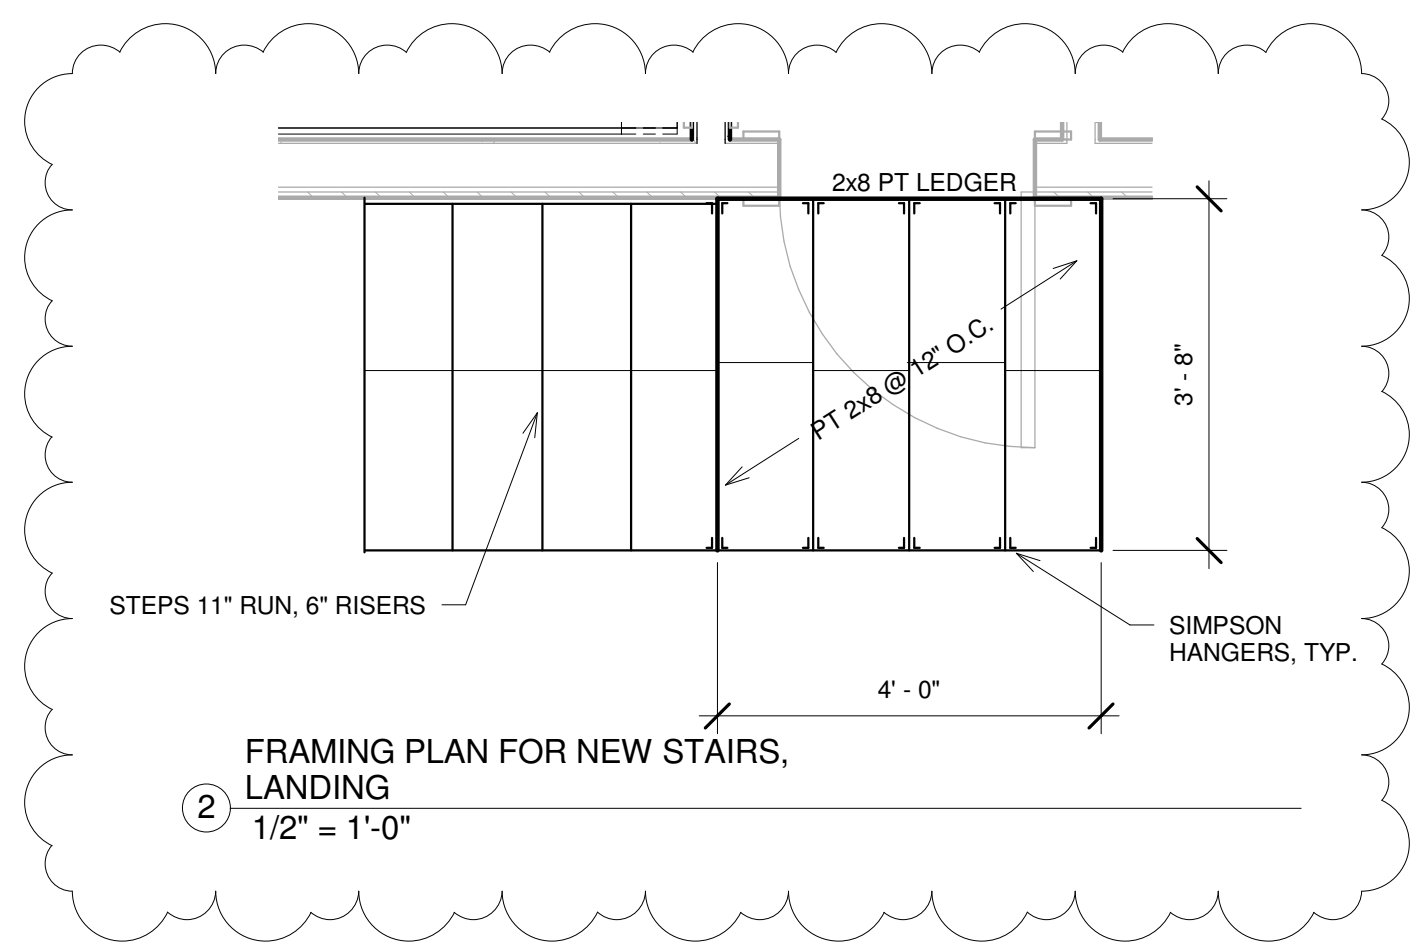 2x8 PT LEDGER
PT 2x8 @ 12" O.C.
3' - 8"
STEPS 11" RUN, 6" RISERS
SIMPSON
HANGERS, TYP.
4' - 0"
FRAMING PLAN FOR NEW STAIRS,
LANDING
2
1/2" = 1'-0"